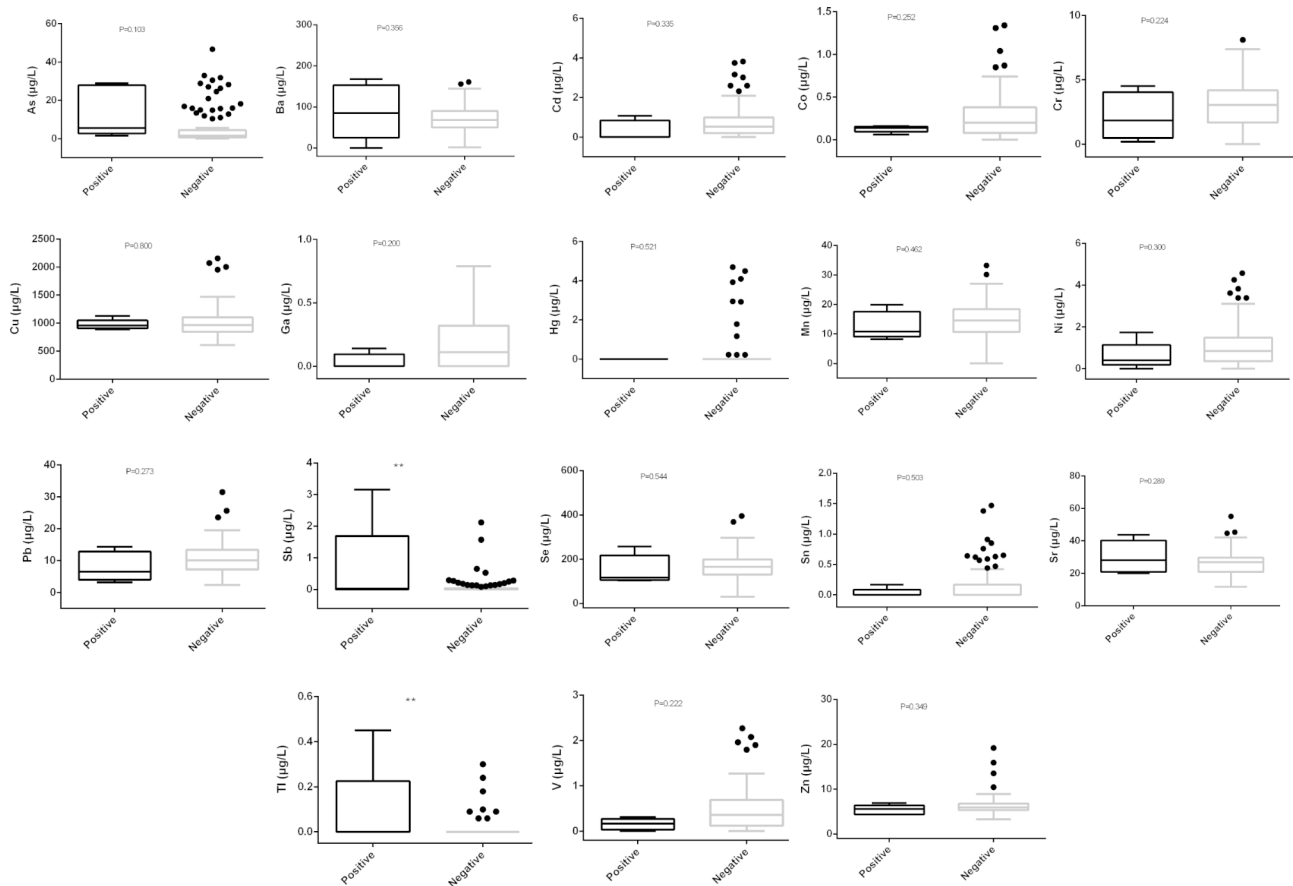 As (µg/L)
60
40
20
0
P=0.103
Positive
Negative
Ba (µg/L)
300
200
100
0
P=0.356
Positive
Negative
Cd (µg/L)
6
4
2
0
P=0.335
Positive
Negative
Co (µg/L)
1.5
1.0
0.5
0.0
P=0.252
Positive
Negative
Cr (µg/L)
10
5
0
P=0.224
Positive
Negative
Cu (µg/L)
2500
2000
1500
1000
500
0
P=0.800
Positive
Negative
Ga (µg/L)
1.0
0.5
0.0
P=0.200
Positive
Negative
Hg (µg/L)
6
4
2
0
P=0.521
Positive
Negative
Mn (µg/L)
40
30
20
10
0
P=0.462
Positive
Negative
Ni (µg/L)
6
4
2
0
P=0.300
Positive
Negative
Pb (µg/L)
40
30
20
10
0
P=0.273
Positive
Negative
Sb (µg/L)
4
3
2
1
0
**
Positive
Negative
Se (µg/L)
600
400
200
0
P=0.544
Positive
Negative
Sn (µg/L)
2.0
1.5
1.0
0.5
0.0
P=0.503
Positive
Negative
Sr (µg/L)
80
60
40
20
0
P=0.289
Positive
Negative
Tl (µg/L)
0.6
0.4
0.2
0.0
**
Positive
Negative
V (µg/L)
3
2
1
0
P=0.222
Positive
Negative
Zn (µg/L)
30
20
10
0
P=0.349
Positive
Negative